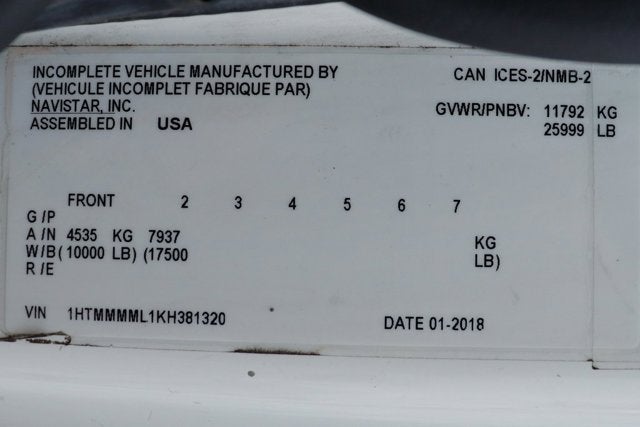 INCOMPLETE VEHICLE MANUFACTURED BY
(VEHICULE INCOMPLET FABRIQUE PAR)
NAVISTAR, INC.
ASSEMBLED IN USA
CAN ICES-2/NMB-2
GVWR/PNBV: 11792 KG
25999 LB
FRONT 2 3 4 5 6 7
G/P
A/N 4535 KG 7937 KG
W/B (10000 LB) (17500 LB)
R/E
VIN 1HTMMMML1KH381320
DATE 01-2018